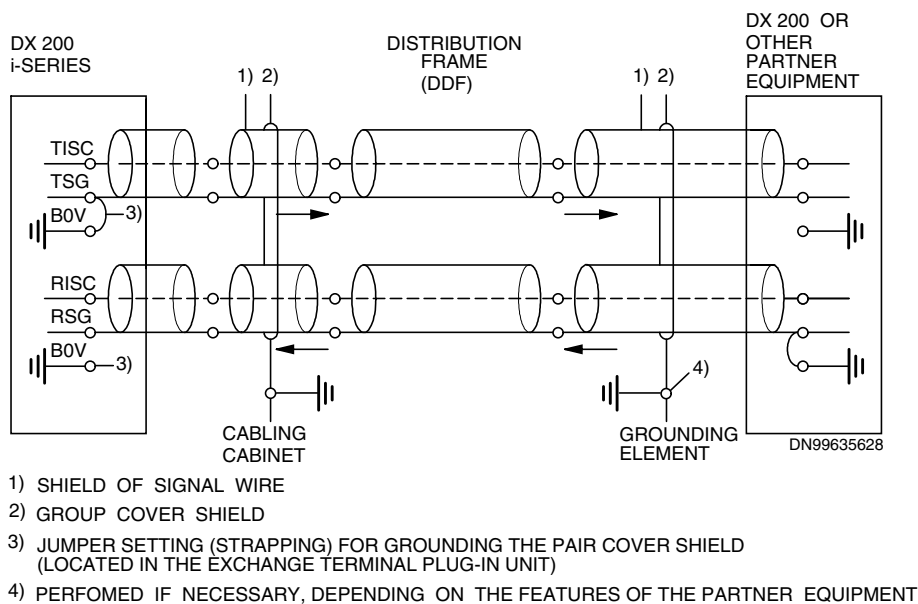 DX 200
i-SERIES
DISTRIBUTION
FRAME
(DDF)
DX 200 OR
OTHER
PARTNER
EQUIPMENT
1) 2)
1) 2)
TISC
TSG
B0V
3)
RISC
RSG
B0V
3)
4)
CABLING
CABINET
GROUNDING
ELEMENT
DN99635628
1) SHIELD OF SIGNAL WIRE
2) GROUP COVER SHIELD
3) JUMPER SETTING (STRAPPING) FOR GROUNDING THE PAIR COVER SHIELD
(LOCATED IN THE EXCHANGE TERMINAL PLUG-IN UNIT)
4) PERFOMED IF NECESSARY, DEPENDING ON THE FEATURES OF THE PARTNER EQUIPMENT